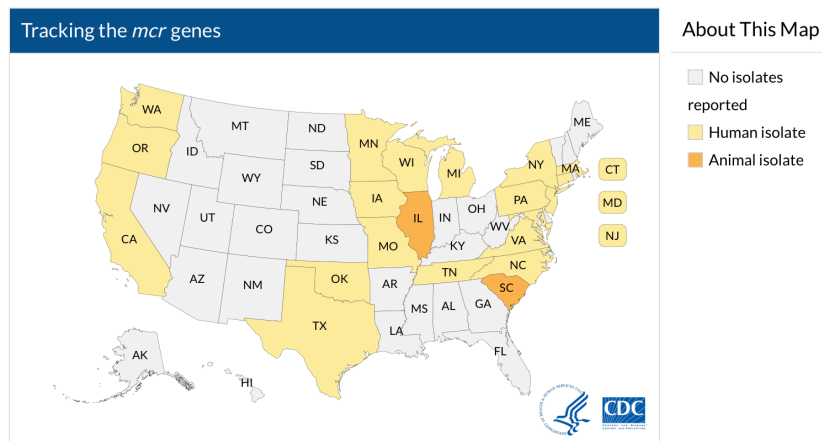 Tracking the mcr genes
About This Map
No isolates
reported
Human isolate
Animal isolate
WA
MT
ND
MN
ME
OR
ID
SD
WI
MI
NY
MA
CT
WY
IA
PA
MD
NV
NE
IL
IN
OH
NJ
UT
CO
WV
CA
KS
MO
KY
VA
AZ
NM
OK
AR
TN
NC
SC
TX
MS
AL
GA
LA
FL
AK
HI
CDC